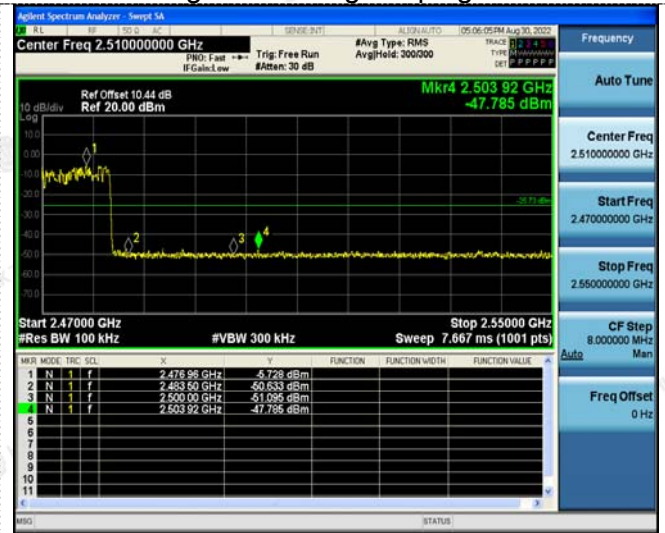 Agilent Spectrum Analyzer - Swept SA
RL RF 50 Ω AC SENSE:INT ALIGN AUTO 05:06:05 PM Aug 30, 2022
Center Freq 2.510000000 GHz
PNO: Fast
IFGain:Low
Trig: Free Run
#Atten: 30 dB
#Avg Type: RMS
Avg|Hold: 300/300
TRACE 1 2 3 4 5 6
TYPE
DET P P P P P P
Frequency
Auto Tune
Center Freq
2.510000000 GHz
Start Freq
2.470000000 GHz
Stop Freq
2.550000000 GHz
CF Step
8.000000 MHz
Auto Man
Freq Offset
0 Hz
Mkr4 2.503 92 GHz
-47.785 dBm
Ref Offset 10.44 dB
10 dB/div Ref 20.00 dBm
Log
10.0
0.00
-10.0
-20.0
-30.0
-40.0
-50.0
-60.0
-70.0
1
2
3
4
-25.73 dBm
Start 2.47000 GHz Stop 2.55000 GHz
#Res BW 100 kHz #VBW 300 kHz Sweep 7.667 ms (1001 pts)
MKR MODE TRC SCL X Y FUNCTION FUNCTION WIDTH FUNCTION VALUE
1 N 1 f 2.476 96 GHz -5.728 dBm
2 N 1 f 2.483 50 GHz -50.633 dBm
3 N 1 f 2.500 00 GHz -51.095 dBm
4 N 1 f 2.503 92 GHz -47.785 dBm
5
6
7
8
9
10
11
MSG STATUS